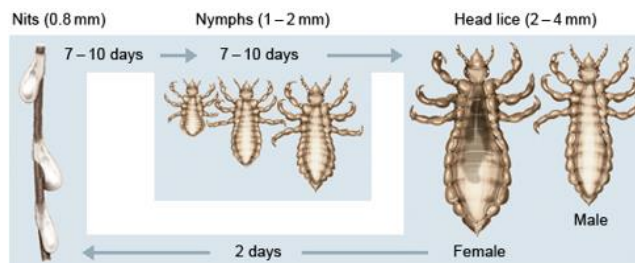 Nits (0.8 mm) Nymphs (1–2 mm) Head lice (2–4 mm)
7–10 days 7–10 days
Male
2 days Female